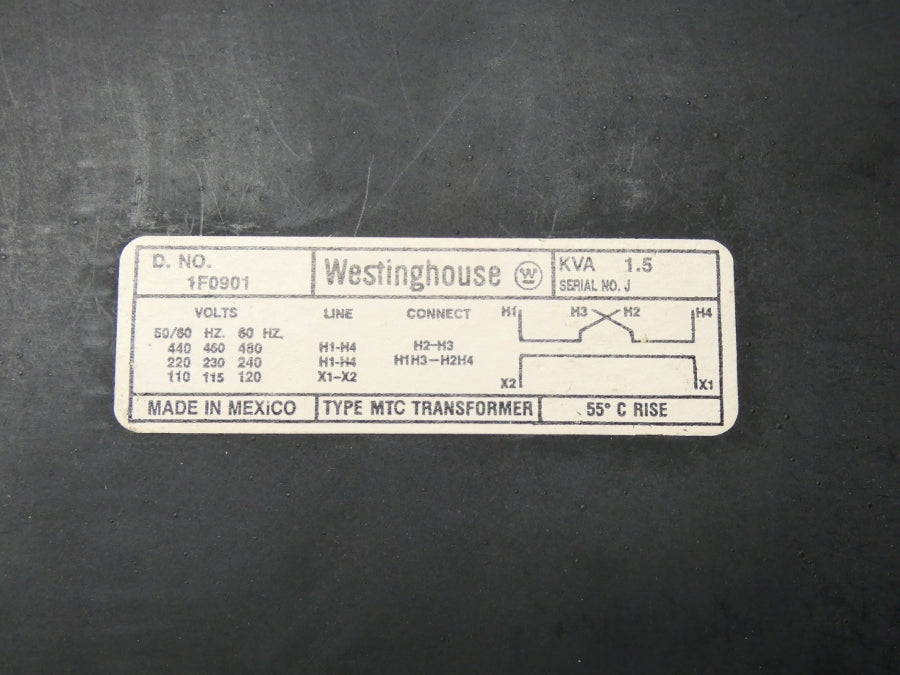 D. NO.
1F0901
Westinghouse W
KVA 1.5
SERIAL NO. J
VOLTS LINE CONNECT
50/60 HZ. 60 HZ.
440 460 480 H1-H4 H2-H3
220 230 240 H1-H4 H1H3-H2H4
110 115 120 X1-X2
H1 H3 H2 H4
X2 X1
MADE IN MEXICO TYPE MTC TRANSFORMER 55° C RISE